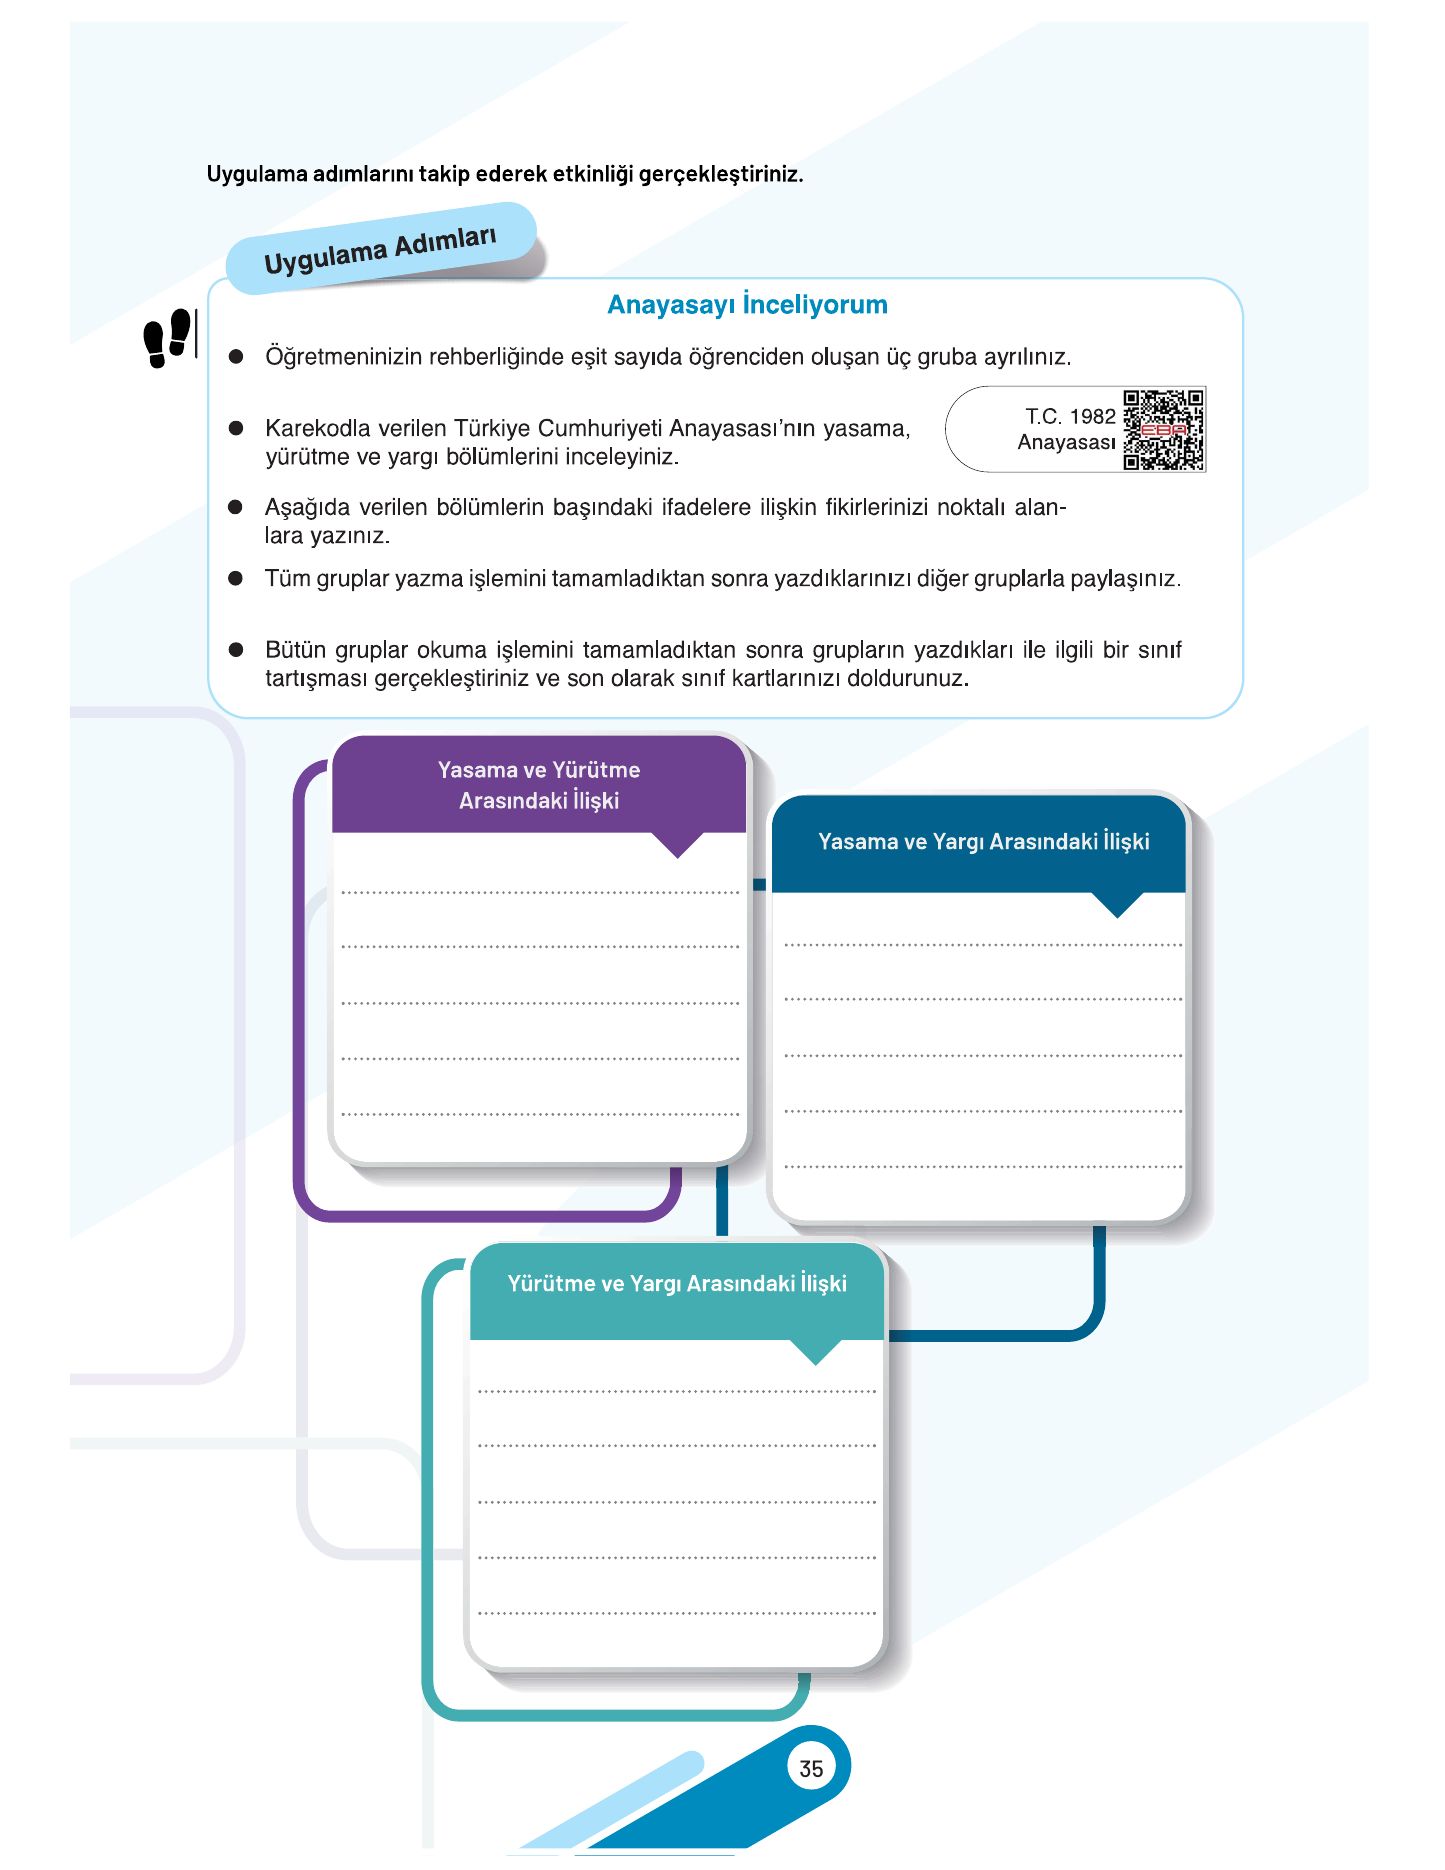 Uygulama adımlarını takip ederek etkinliği gerçekleştiriniz.
Uygulama Adımları
Anayasayı İnceliyorum
● Öğretmeninizin rehberliğinde eşit sayıda öğrenciden oluşan üç gruba ayrılınız.
● Karekodla verilen Türkiye Cumhuriyeti Anayasası’nın yasama,
yürütme ve yargı bölümlerini inceleyiniz.
T.C. 1982
Anayasası
EBA
● Aşağıda verilen bölümlerin başındaki ifadelere ilişkin fikirlerinizi noktalı alan-
lara yazınız.
● Tüm gruplar yazma işlemini tamamladıktan sonra yazdıklarınızı diğer gruplarla paylaşınız.
● Bütün gruplar okuma işlemini tamamladıktan sonra grupların yazdıkları ile ilgili bir sınıf
tartışması gerçekleştiriniz ve son olarak sınıf kartlarınızı doldurunuz.
Yasama ve Yürütme
Arasındaki İlişki
Yasama ve Yargı Arasındaki İlişki
Yürütme ve Yargı Arasındaki İlişki
35